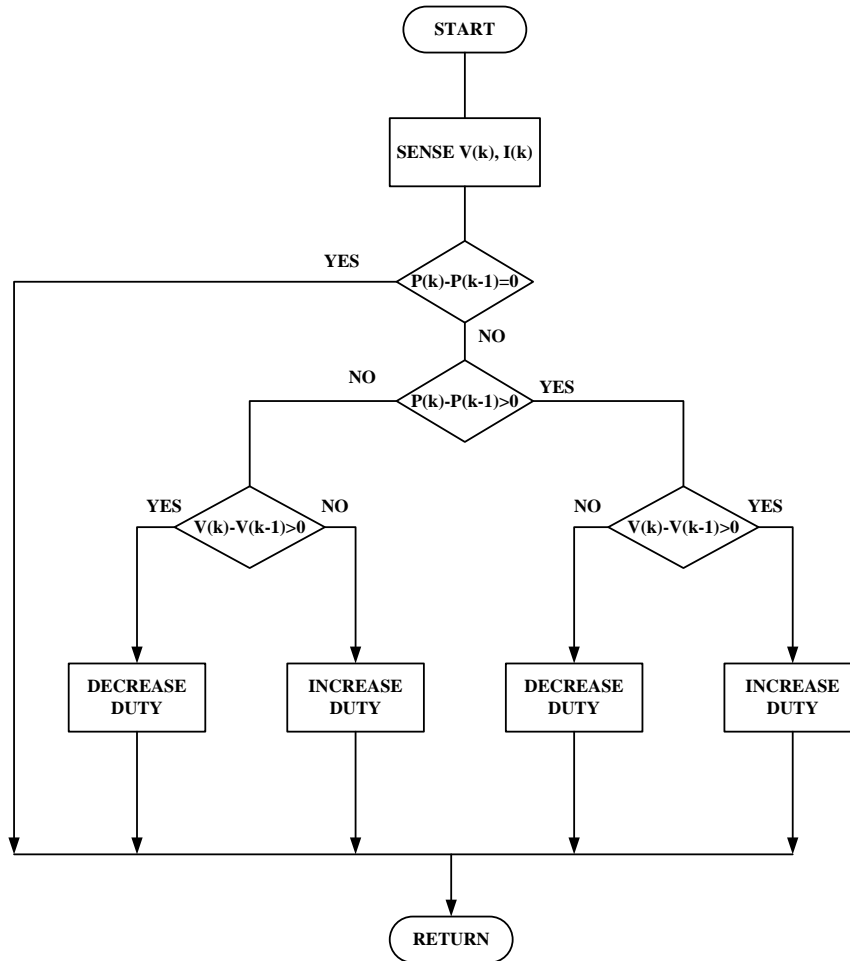 START
SENSE V(k), I(k)
YES
P(k)-P(k-1)=0
NO
NO
P(k)-P(k-1)>0
YES
YES
V(k)-V(k-1)>0
NO
NO
V(k)-V(k-1)>0
YES
DECREASE
DUTY
INCREASE
DUTY
DECREASE
DUTY
INCREASE
DUTY
RETURN